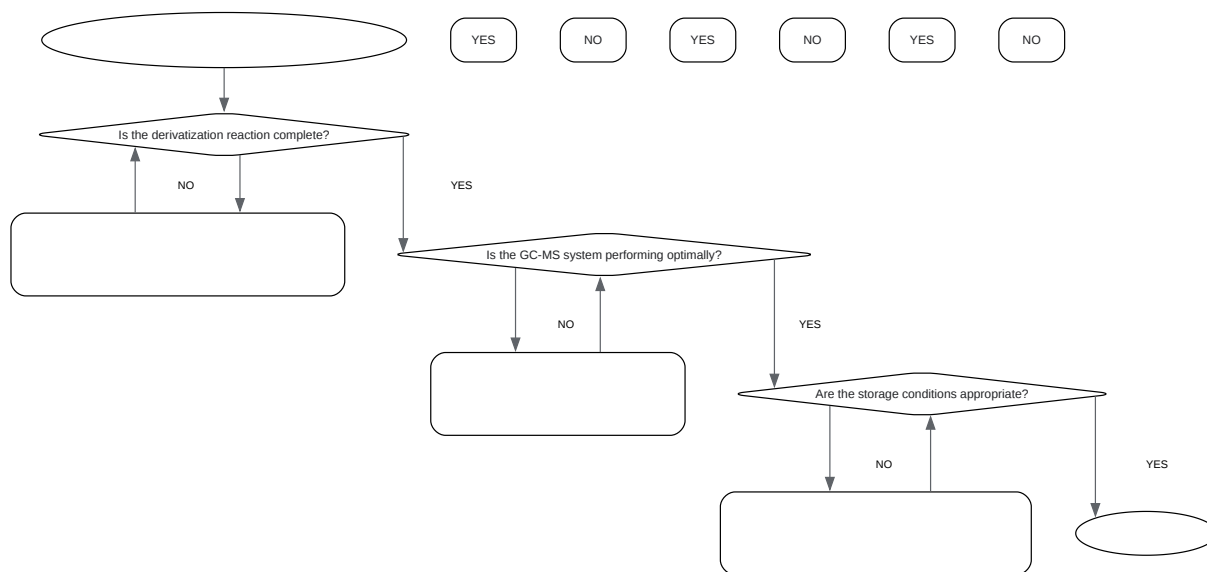 YES
NO
YES
NO
YES
NO
Is the derivatization reaction complete?
NO
YES
Is the GC-MS system performing optimally?
NO
YES
Are the storage conditions appropriate?
NO
YES